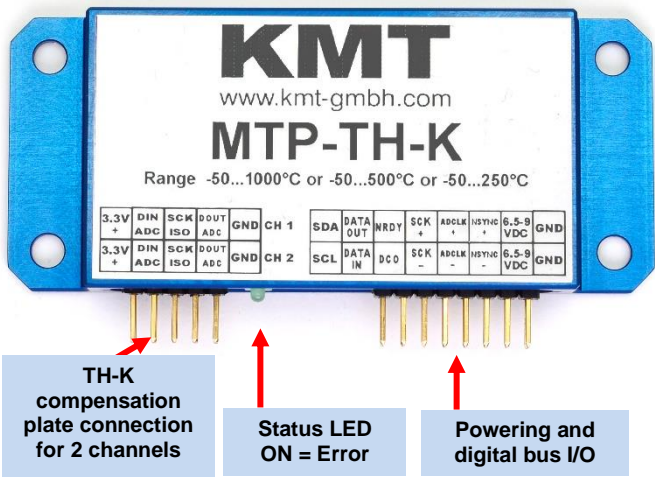 KMT
www.kmt-gmbh.com
MTP-TH-K
Range -50...1000°C or -50...500°C or -50...250°C
3.3V + DIN ADC SCK ISO DOUT ADC GND CH 1
3.3V + DIN ADC SCK ISO DOUT ADC GND CH 2
SDA DATA OUT NRDY SCK + ADCLK + NSYNC + 6.5-9 VDC GND
SCL DATA IN DCO SCK - ADCLK - NSYNC - 6.5-9 VDC GND
TH-K
compensation
plate connection
for 2 channels
Status LED
ON = Error
Powering and
digital bus I/O